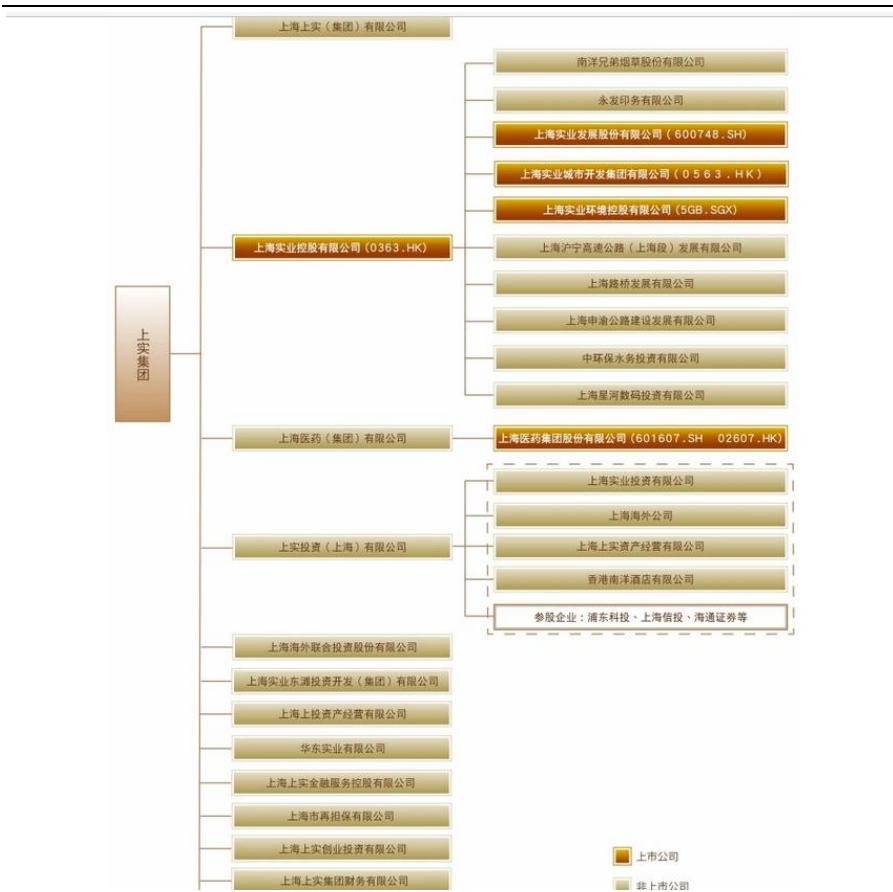 上海上实（集团）有限公司
南洋兄弟烟草股份有限公司
永发印务有限公司
上海实业发展股份有限公司（600748.SH）
上海实业城市开发集团有限公司（0563.HK）
上海实业环境控股有限公司（5GB.SGX）
上海实业控股有限公司（0363.HK）
上海沪宁高速公路（上海段）发展有限公司
上海路桥发展有限公司
上海申渝公路建设发展有限公司
中环保水务投资有限公司
上海星河数码投资有限公司
上实集团
上海医药（集团）有限公司
上海医药集团股份有限公司（601607.SH 02607.HK）
上实投资（上海）有限公司
上海实业投资有限公司
上海海外公司
上海上实资产经营有限公司
香港南洋酒店有限公司
参股企业：浦东科投、上海信投、海通证券等
上海海外联合投资股份有限公司
上海实业东滩投资开发（集团）有限公司
上海上投资产经营有限公司
华东实业有限公司
上海上实金融服务控股有限公司
上海市再担保有限公司
上海上实创业投资有限公司
上海上实集团财务有限公司
上市公司
非上市公司